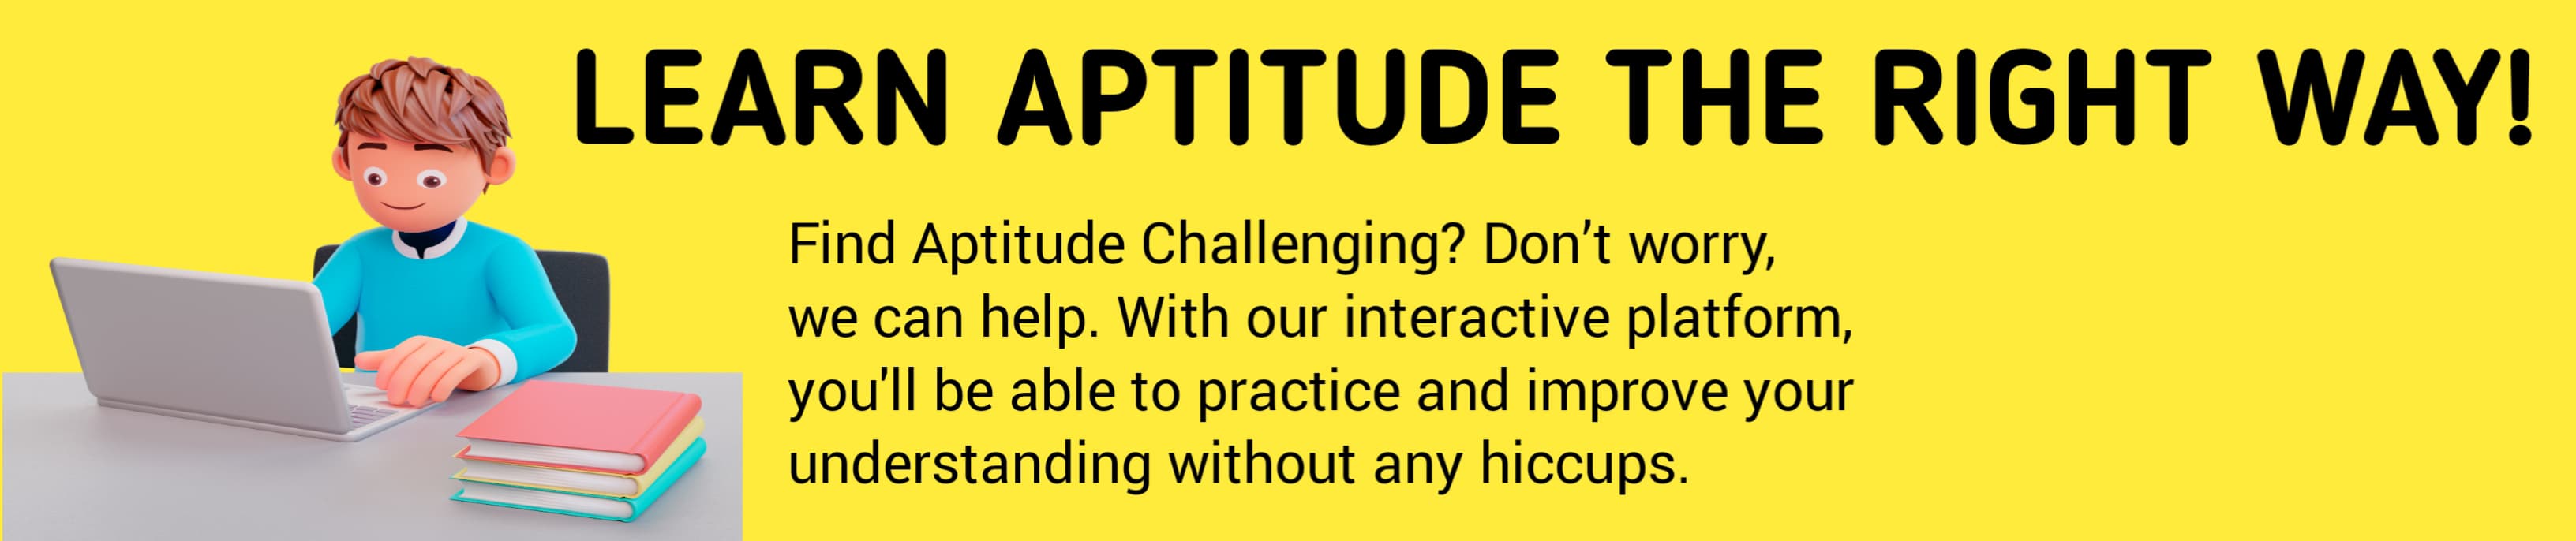 LEARN APTITUDE THE RIGHT WAY!
Find Aptitude Challenging? Don’t worry,
we can help. With our interactive platform,
you'll be able to practice and improve your
understanding without any hiccups.